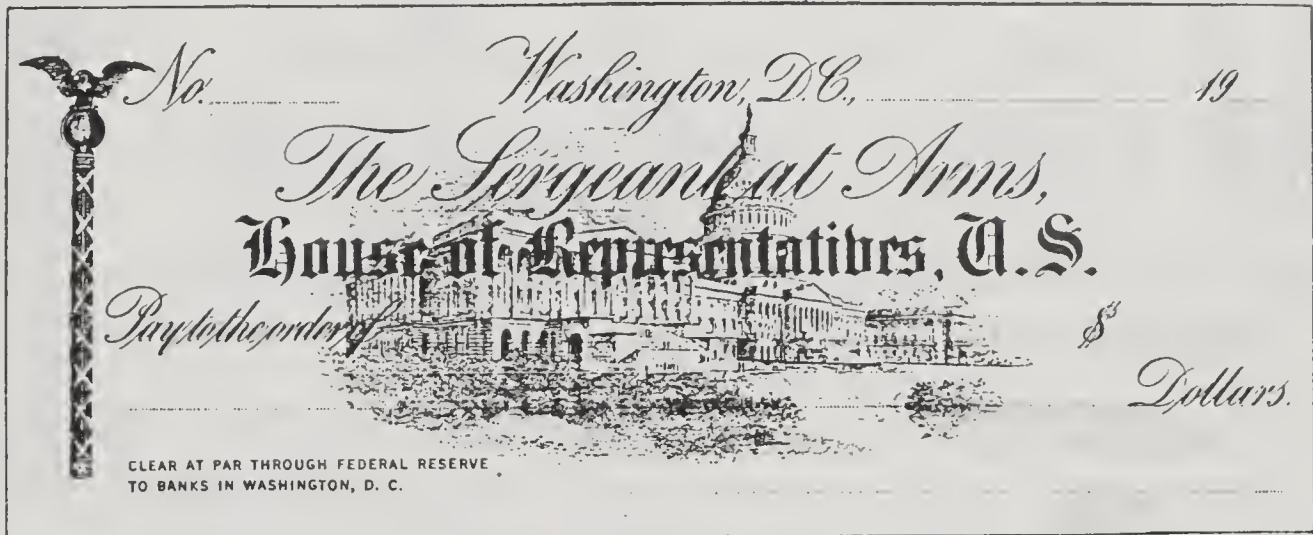 No. Washington, D.C., 19
The Sergeant at Arms,
House of Representatives, U.S.
Pay to the order of $
Dollars.
CLEAR AT PAR THROUGH FEDERAL RESERVE
TO BANKS IN WASHINGTON, D. C.